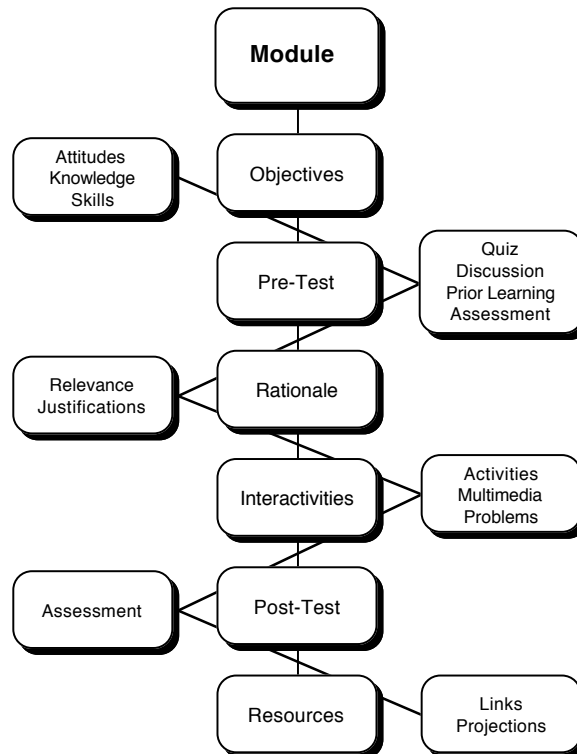 Module
Attitudes
Knowledge
Skills
Objectives
Pre-Test
Quiz
Discussion
Prior Learning
Assessment
Relevance
Justifications
Rationale
Interactivities
Activities
Multimedia
Problems
Assessment
Post-Test
Resources
Links
Projections